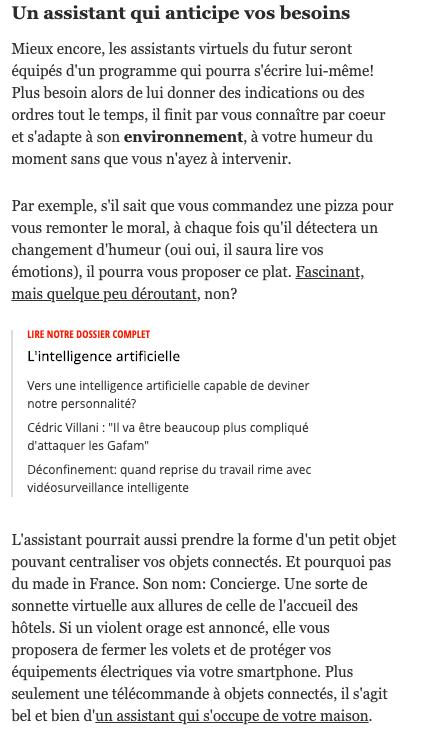 Un assistant qui anticipe vos besoins
Mieux encore, les assistants virtuels du futur seront
équipés d'un programme qui pourra s'écrire lui-même!
Plus besoin alors de lui donner des indications ou des
ordres tout le temps, il finit par vous connaître par coeur
et s'adapte à son environnement, à votre humeur du
moment sans que vous n'ayez à intervenir.
Par exemple, s'il sait que vous commandez une pizza pour
vous remonter le moral, à chaque fois qu'il détectera un
changement d'humeur (oui oui, il saura lire vos
émotions), il pourra vous proposer ce plat. Fascinant,
mais quelque peu déroutant, non?
LIRE NOTRE DOSSIER COMPLET
L'intelligence artificielle
Vers une intelligence artificielle capable de deviner
notre personnalité?
Cédric Villani : "Il va être beaucoup plus compliqué
d'attaquer les Gafam"
Déconfinement: quand reprise du travail rime avec
vidéosurveillance intelligente
L'assistant pourrait aussi prendre la forme d'un petit objet
pouvant centraliser vos objets connectés. Et pourquoi pas
du made in France. Son nom: Concierge. Une sorte de
sonnette virtuelle aux allures de celle de l'accueil des
hôtels. Si un violent orage est annoncé, elle vous
proposera de fermer les volets et de protéger vos
équipements électriques via votre smartphone. Plus
seulement une télécommande à objets connectés, il s'agit
bel et bien d'un assistant qui s'occupe de votre maison.